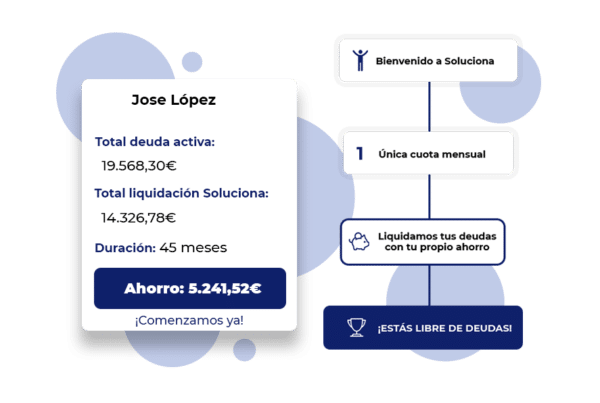 Jose López
Total deuda activa:
19.568,30€
Total liquidación Soluciona:
14.326,78€
Duración: 45 meses
Ahorro: 5.241,52€
¡Comenzamos ya!
Bienvenido a Soluciona
1 Única cuota mensual
Liquidamos tus deudas
con tu propio ahorro
¡ESTÁS LIBRE DE DEUDAS!